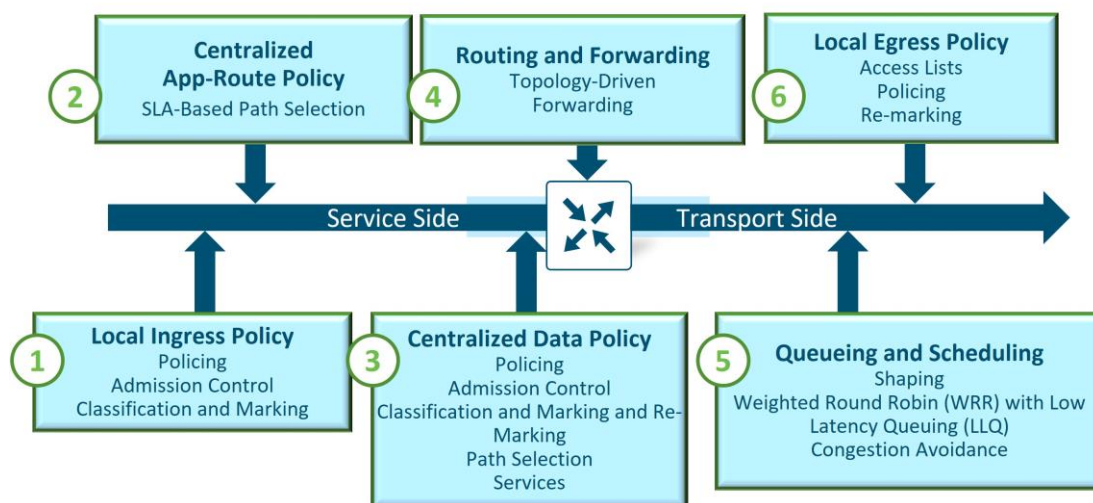 2
Centralized
App-Route Policy
SLA-Based Path Selection
4
Routing and Forwarding
Topology-Driven
Forwarding
6
Local Egress Policy
Access Lists
Policing
Re-marking
Service Side
Transport Side
1
Local Ingress Policy
Policing
Admission Control
Classification and Marking
3
Centralized Data Policy
Policing
Admission Control
Classification and Marking and Re-
Marking
Path Selection
Services
5
Queueing and Scheduling
Shaping
Weighted Round Robin (WRR) with Low
Latency Queuing (LLQ)
Congestion Avoidance